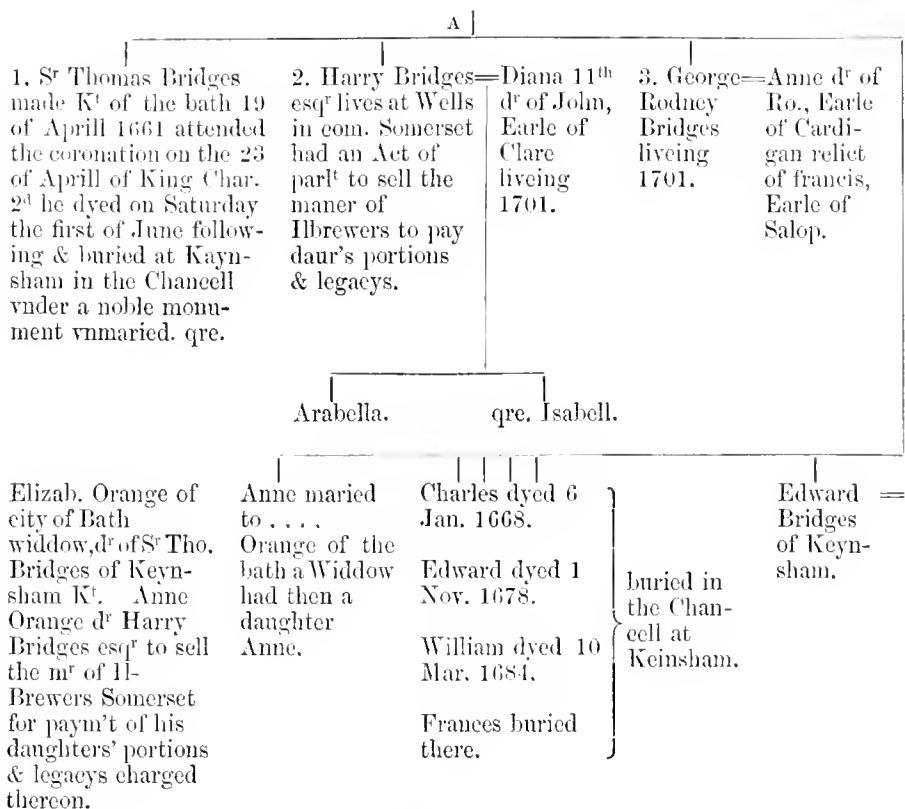 A
1. Sʳ Thomas Bridges
made Kᵗ of the bath 19
of Aprill 1661 attended
the coronation on the 23
of Aprill of King Char.
2ᵈ he dyed on Saturday
the first of June follow-
ing & buried at Kayn-
sham in the Chancell
vnder a noble monu-
ment vnmaried. qre.
2. Harry Bridges=
esqʳ lives at Wells
in com. Somerset
had an Act of
parlᵗ to sell the
maner of
Ilbrewers to pay
daur's portions
& legacys.
Diana 11ᵗʰ
dʳ of John,
Earle of
Clare
liveing
1701.
3. George=
Rodney
Bridges
liveing
1701.
Anne dʳ of
Ro., Earle
of Cardi-
gan relict
of francis,
Earle of
Salop.
Arabella.
qre. Isabell.
Elizab. Orange of
city of Bath
widdow, dʳ of Sʳ Tho.
Bridges of Keyn-
sham Kᵗ. Anne
Orange dʳ Harry
Bridges esqʳ to sell
the mʳ of Il-
Brewers Somerset
for paym't of his
daughters' portions
& legacys charged
thereon.
Anne maried
to ....
Orange of the
bath a Widdow
had then a
daughter
Anne.
Charles dyed 6
Jan. 1668.
Edward dyed 1
Nov. 1678.
William dyed 10
Mar. 1684.
Frances buried
there.
buried in
the Chan-
cell at
Keinsham.
Edward =
Bridges
of Keyn-
sham.